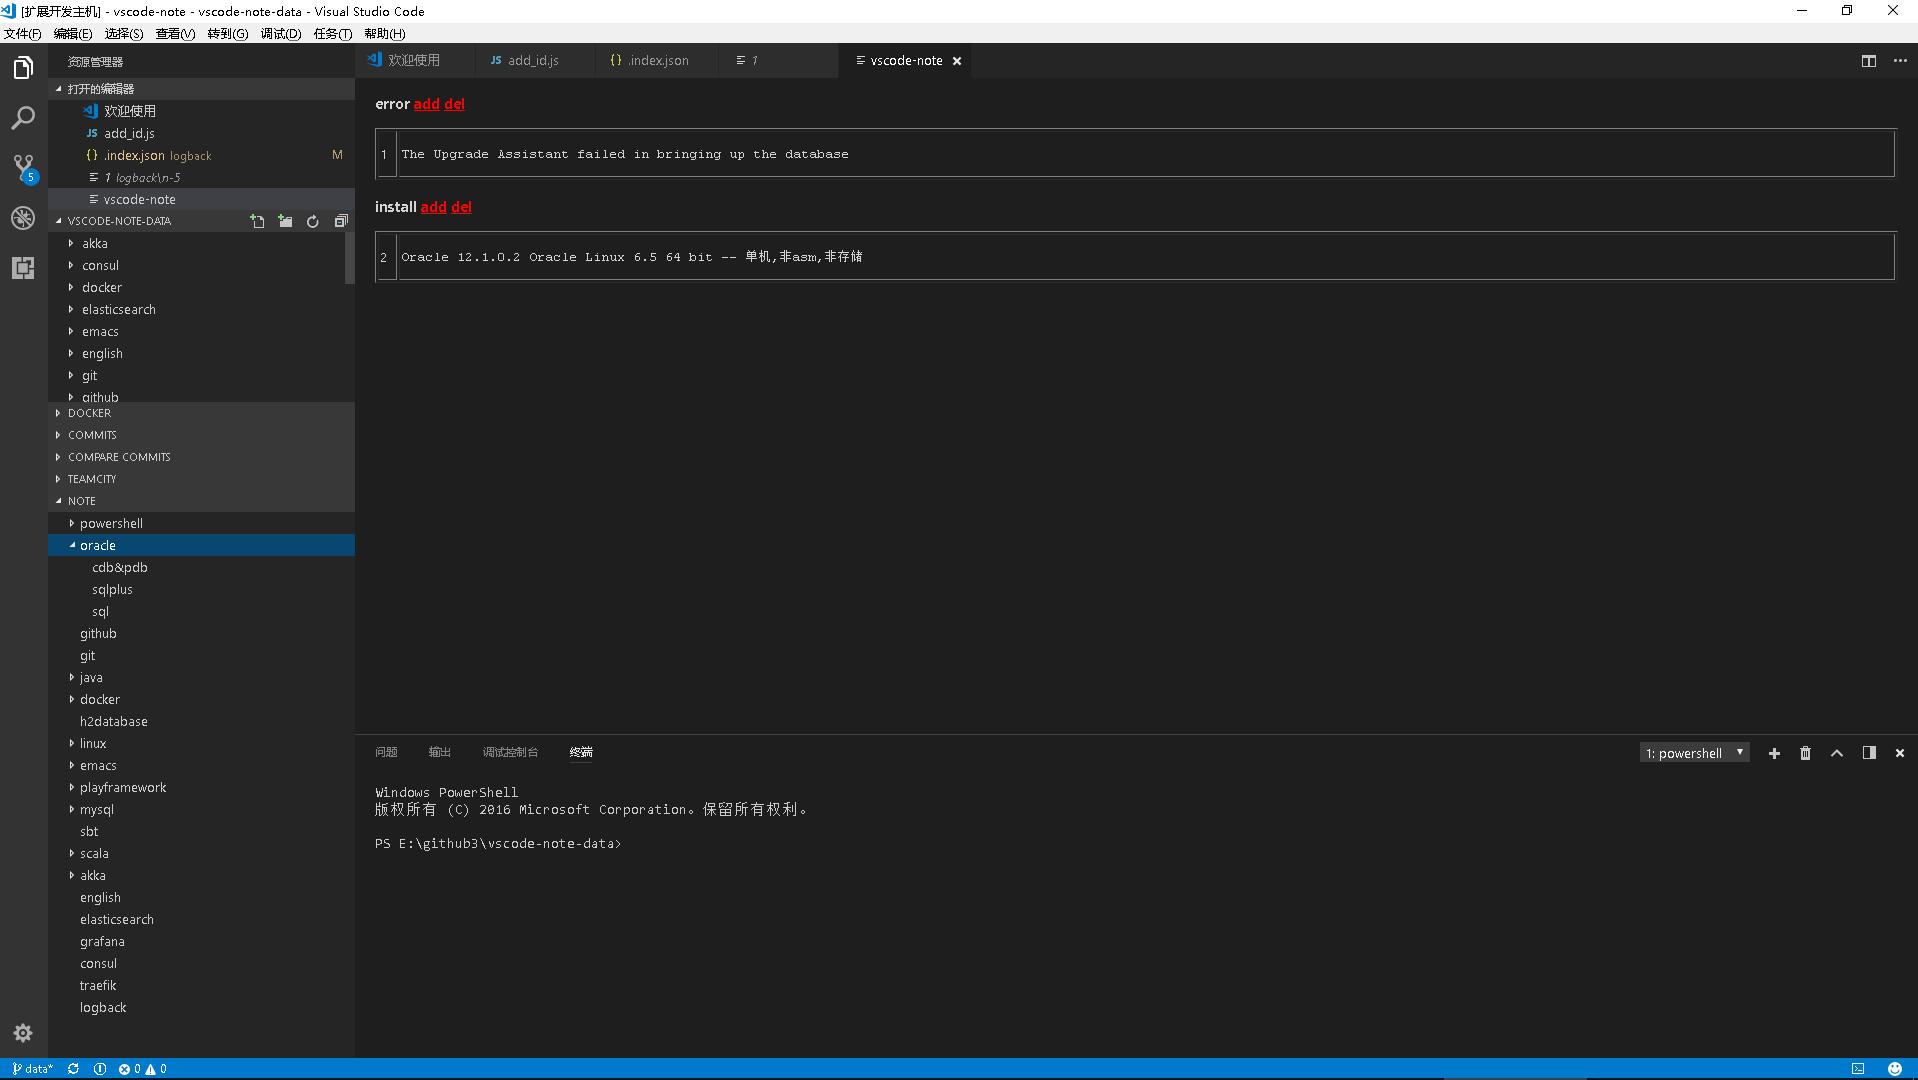 [扩展开发主机] - vscode-note - vscode-note-data - Visual Studio Code
文件(F) 编辑(E) 选择(S) 查看(V) 转到(G) 调试(D) 任务(T) 帮助(H)
资源管理器
打开的编辑器
欢迎使用
JS add_id.js
{} .index.json logback M
1 logback\n-5
vscode-note
5
VSCODE-NOTE-DATA
akka
consul
docker
elasticsearch
emacs
english
git
github
DOCKER
COMMITS
COMPARE COMMITS
TEAMCITY
NOTE
powershell
oracle
cdb&pdb
sqlplus
sql
github
git
java
docker
h2database
linux
emacs
playframework
mysql
sbt
scala
akka
english
elasticsearch
grafana
consul
traefik
logback
欢迎使用 JS add_id.js {} .index.json 1 vscode-note
error add del
1 The Upgrade Assistant failed in bringing up the database
install add del
2 Oracle 12.1.0.2 Oracle Linux 6.5 64 bit -- 单机,非asm,非存储
问题 输出 调试控制台 终端 1: powershell
Windows PowerShell
版权所有 (C) 2016 Microsoft Corporation。保留所有权利。
PS E:\github3\vscode-note-data>
data* 0 0